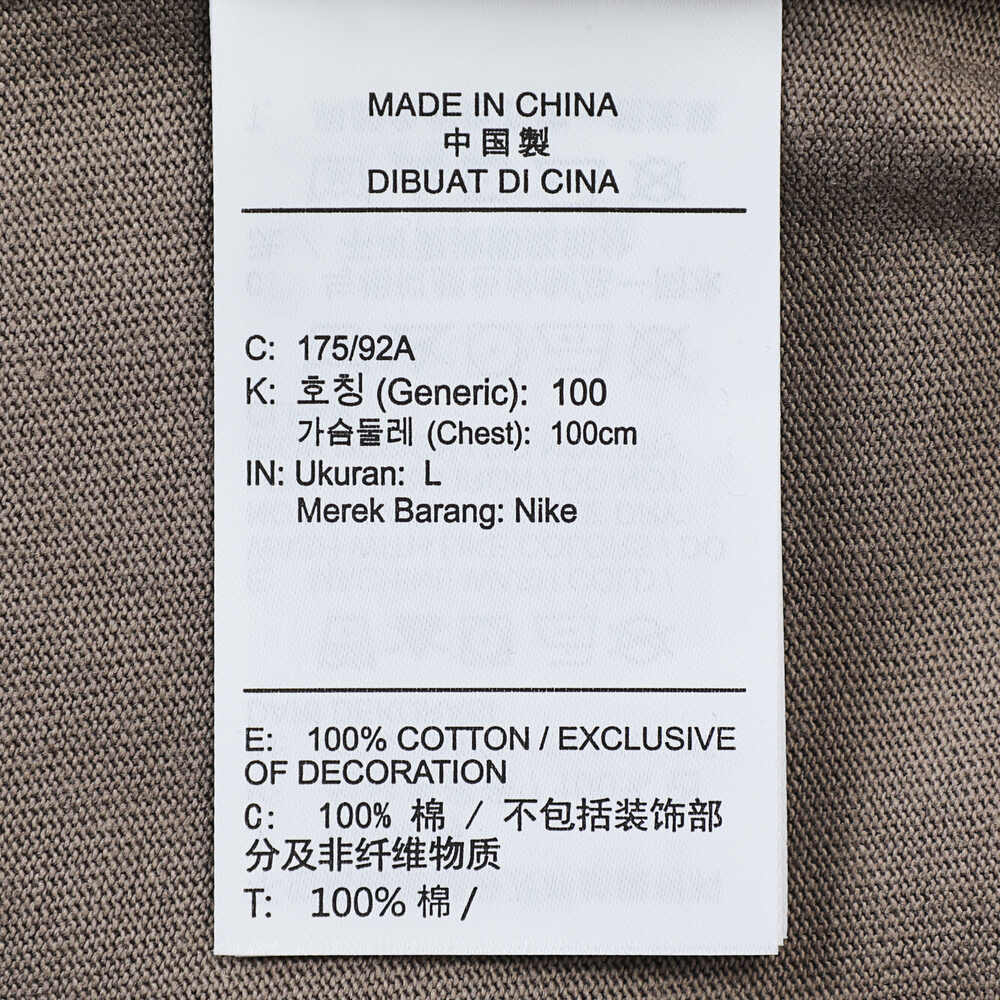 MADE IN CHINA
中国製
DIBUAT DI CINA
C: 175/92A
K: 호칭 (Generic): 100
가슴둘레 (Chest): 100cm
IN: Ukuran: L
Merek Barang: Nike
E: 100% COTTON / EXCLUSIVE
OF DECORATION
C: 100% 棉 / 不包括装饰部
分及非纤维物质
T: 100% 棉 /